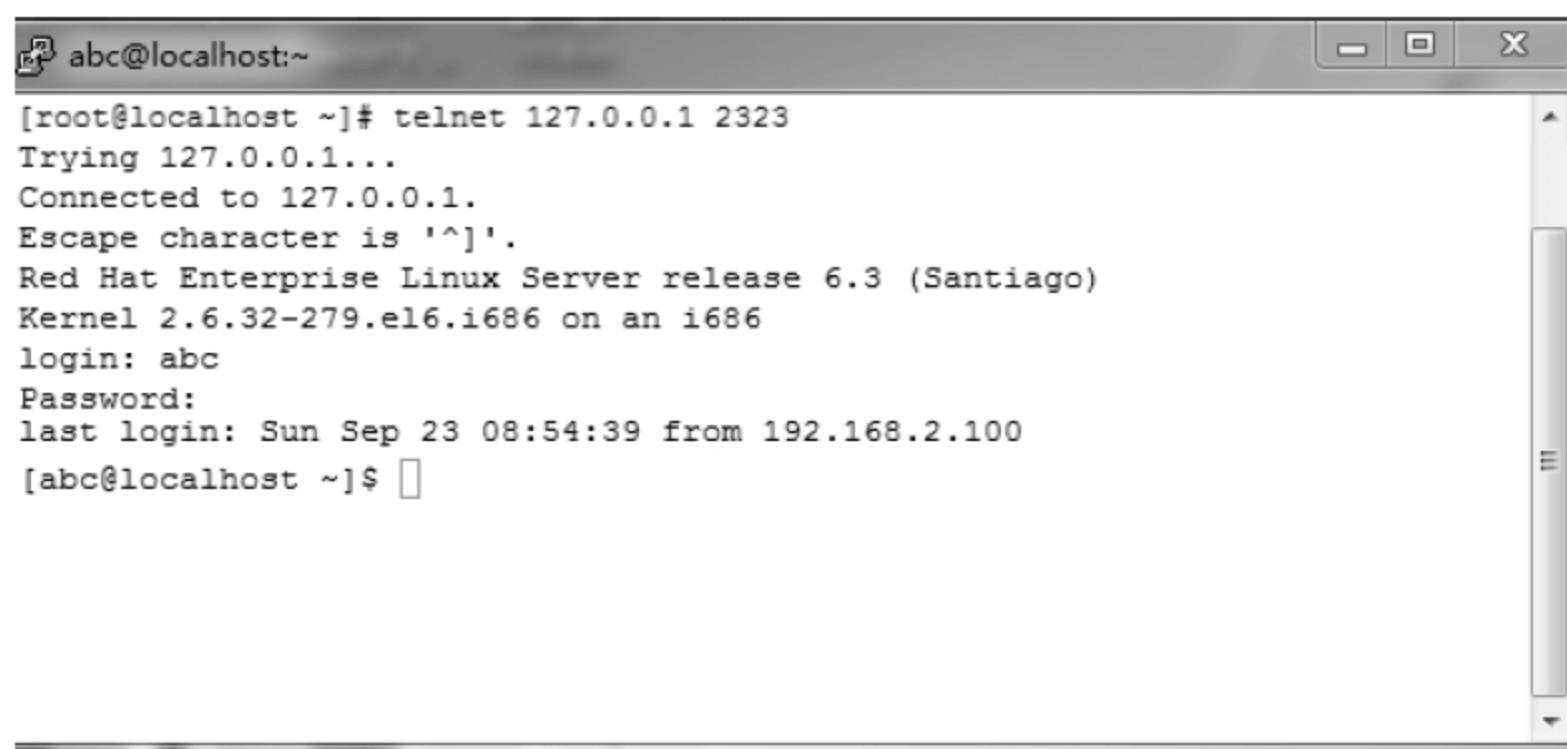 abc@localhost:~
[root@localhost ~]# telnet 127.0.0.1 2323
Trying 127.0.0.1...
Connected to 127.0.0.1.
Escape character is '^]'.
Red Hat Enterprise Linux Server release 6.3 (Santiago)
Kernel 2.6.32-279.el6.i686 on an i686
login: abc
Password:
last login: Sun Sep 23 08:54:39 from 192.168.2.100
[abc@localhost ~]$